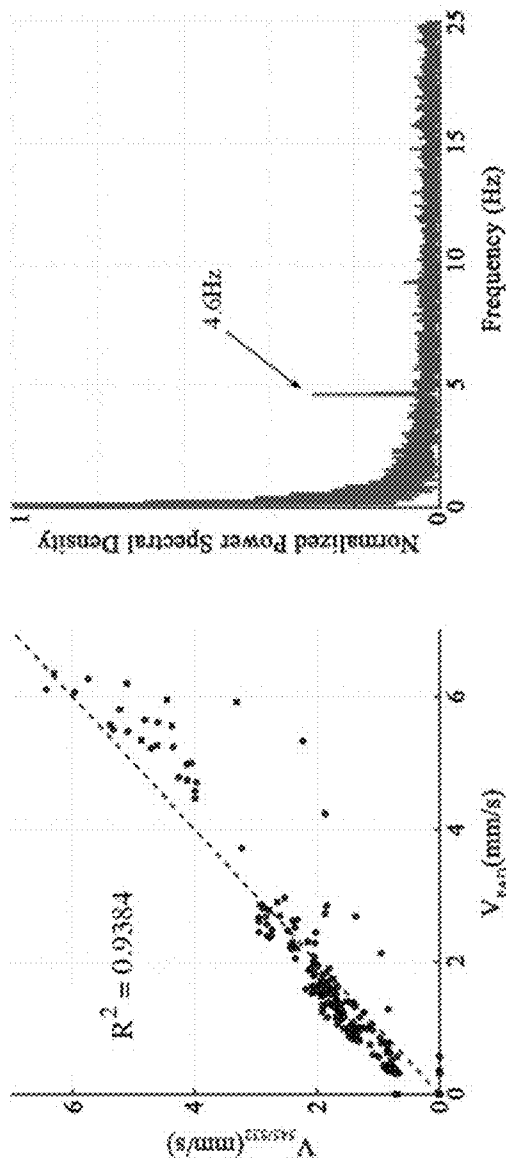 (mm/s)
6
4
2
0
R² = 0.9384
0 2 4 6
(mm/s)
Normalized Power Spectral Density
1
0
4.6Hz
0 5 10 15 25
Frequency (Hz)